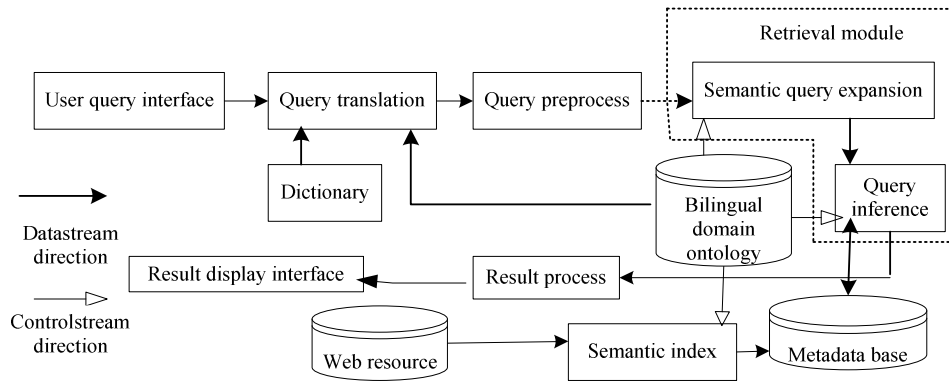 Retrieval module
User query interface
Query translation
Query preprocess
Semantic query expansion
Dictionary
Bilingual
domain
ontology
Query
inference
Datastream
direction
Result display interface
Result process
Controlstream
direction
Web resource
Semantic index
Metadata base